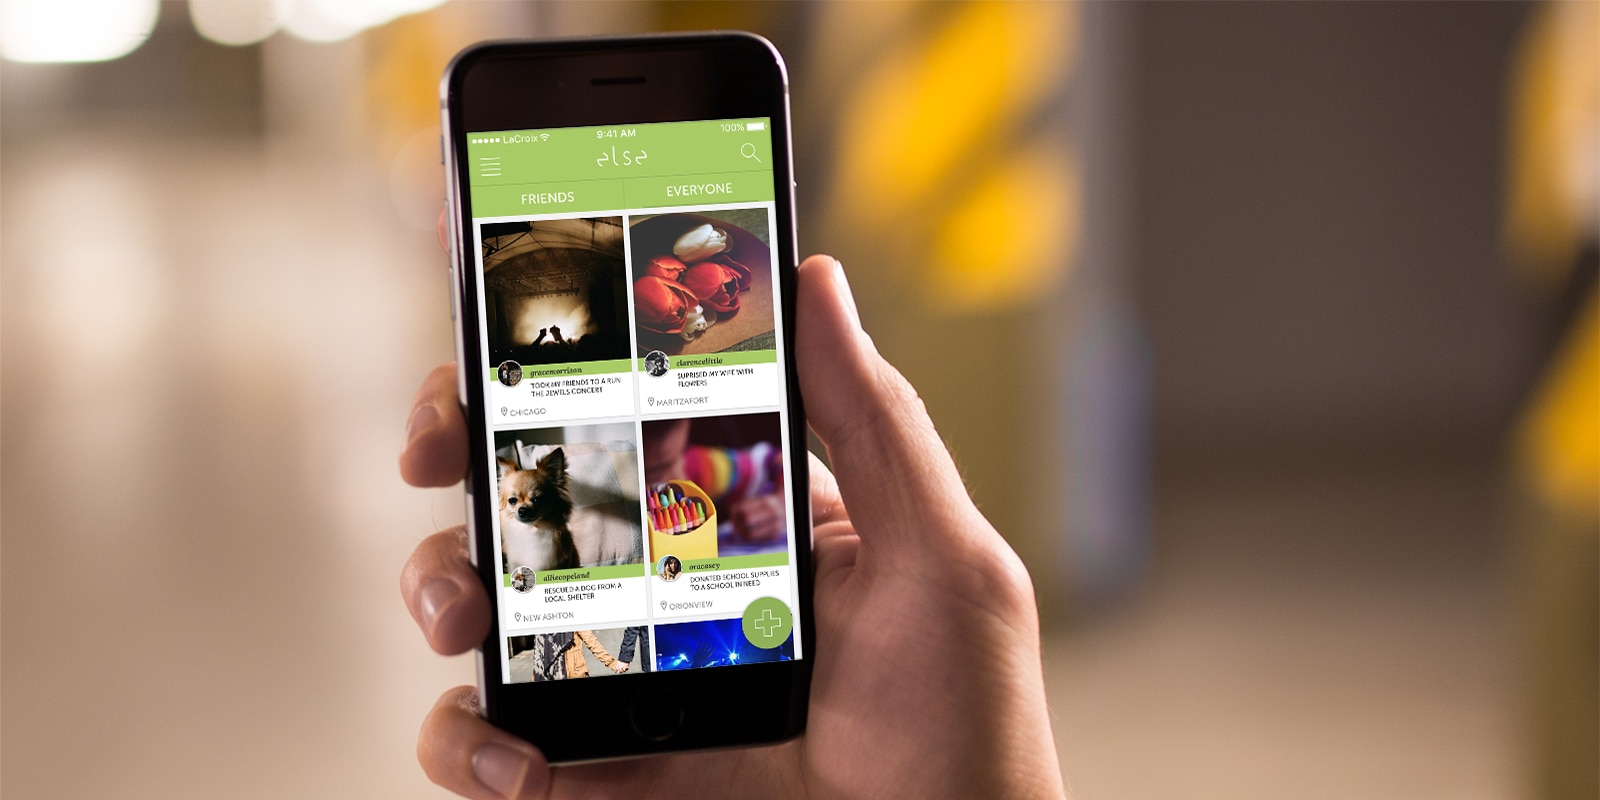 LaCroix
9:41 AM
100%
else
FRIENDS
EVERYONE
gracemorrison
TOOK MY FRIENDS TO A RUN
THE JEWELS CONCERT
CHICAGO
clarencelittle
SUPRISED MY WIFE WITH
FLOWERS
MARITZAFORT
alliecopeland
RESCUED A DOG FROM A
LOCAL SHELTER
NEW ASHTON
oracasey
DONATED SCHOOL SUPPLIES
TO A SCHOOL IN NEED
ORIONVIEW